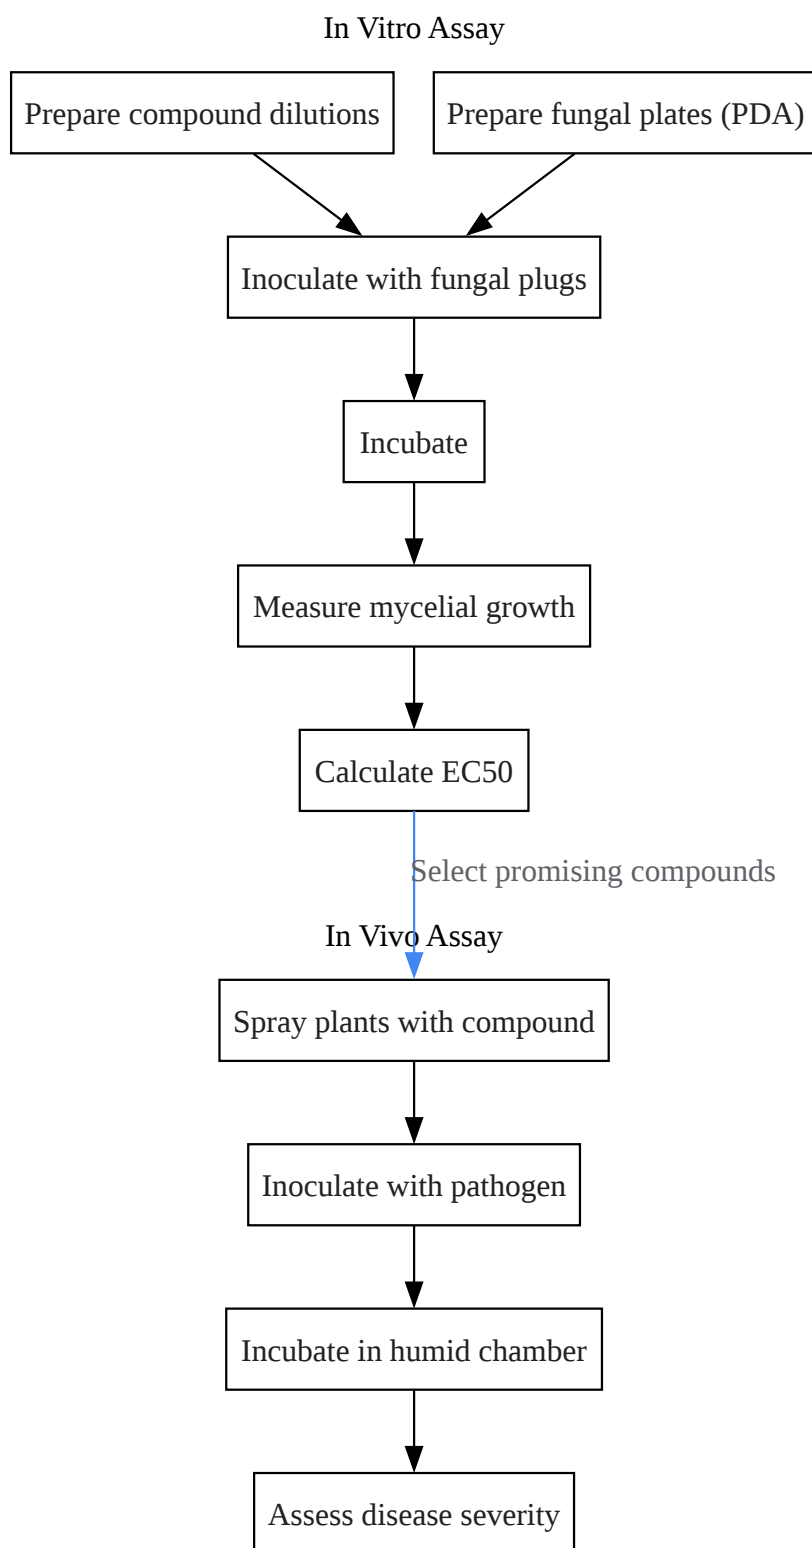 In Vitro Assay
Prepare compound dilutions
Prepare fungal plates (PDA)
Inoculate with fungal plugs
Incubate
Measure mycelial growth
Calculate EC50
Select promising compounds
In Vivo Assay
Spray plants with compound
Inoculate with pathogen
Incubate in humid chamber
Assess disease severity